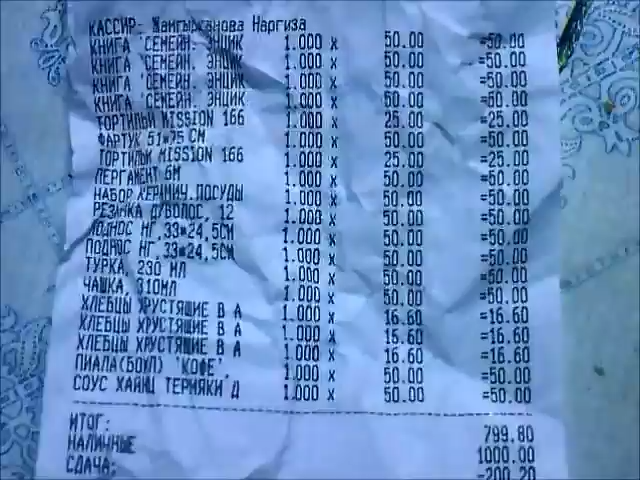 КАССИР- Жамгырканова Наргиза
КНИГА "СЕМЕЙН. ЭНЦИК 1.000 x 50.00 =50.00
КНИГА "СЕМЕЙН. ЭНЦИК 1.000 x 50.00 =50.00
КНИГА "СЕМЕЙН. ЭНЦИК 1.000 x 50.00 =50.00
КНИГА "СЕМЕЙН. ЭНЦИК 1.000 x 50.00 =50.00
ТОРТИЛЬИ MISSION 166 1.000 x 25.00 =25.00
ФАРТУК 51*75 СМ 1.000 x 50.00 =50.00
ТОРТИЛЬИ MISSION 166 1.000 x 25.00 =25.00
ПЕРГАМЕНТ 6М 1.000 x 50.00 =50.00
НАБОР КЕРАМИЧ.ПОСУДЫ 1.000 x 50.00 =50.00
РЕЗИНКА Д/ВОЛОС, 12 1.000 x 50.00 =50.00
ПОДНОС НГ,33*24,5СМ 1.000 x 50.00 =50.00
ПОДНОС НГ,33*24,5СМ 1.000 x 50.00 =50.00
ТУРКА, 230 МЛ 1.000 x 50.00 =50.00
ЧАШКА, 310МЛ 1.000 x 50.00 =50.00
ХЛЕБЦЫ ХРУСТЯЩИЕ В А 1.000 x 16.60 =16.60
ХЛЕБЦЫ ХРУСТЯЩИЕ В А 1.000 x 16.60 =16.60
ХЛЕБЦЫ ХРУСТЯЩИЕ В А 1.000 x 16.60 =16.60
ПИАЛА(БОУЛ) "КОФЕ" 1.000 x 50.00 =50.00
СОУС ХАЙНЦ ТЕРИЯКИ Д 1.000 x 50.00 =50.00
ИТОГ: 799.80
НАЛИЧНЫЕ 1000.00
СДАЧА: =200.20